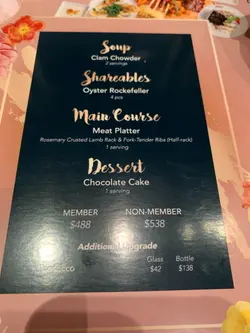 Soup
Clam Chowder
2 servings
Shareables
Oyster Rockefeller
4 pcs
Main Course
Meat Platter
Rosemary Crusted Lamb Rack & Fork-Tender Ribs (Half-rack)
1 serving
Dessert
Chocolate Cake
1 serving
MEMBER NON-MEMBER
$488 $538
Additional Upgrade
Glass Bottle
$42 $138